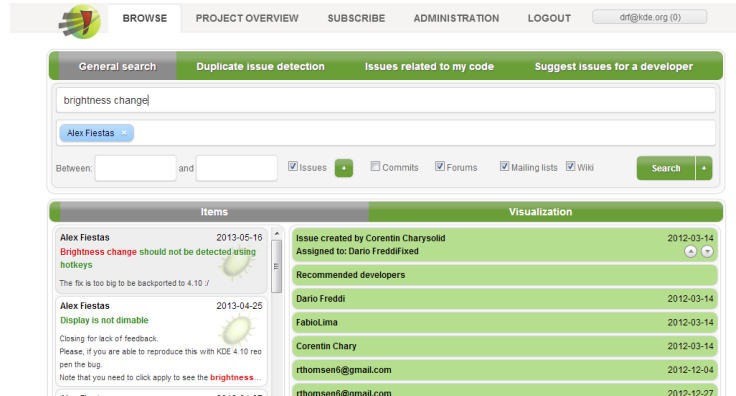 BROWSE PROJECT OVERVIEW SUBSCRIBE ADMINISTRATION LOGOUT drf@kde.org (0)
General search Duplicate issue detection Issues related to my code Suggest issues for a developer
brightness change
Alex Fiestas ×
Between: and Issues + Commits Forums Mailing lists Wiki Search +
Items Visualization
Alex Fiestas 2013-05-16
Brightness change should not be detected using
hotkeys
The fix is too big to be backported to 4.10 :/
Alex Fiestas 2013-04-25
Display is not dimable
Closing for lack of feedback.
Please, if you are able to reproduce this with KDE 4.10 reo
pen the bug.
Note that you need to click apply to see the brightness...
Issue created by Corentin Charysolid 2012-03-14
Assigned to: Dario FreddiFixed
Recommended developers
Dario Freddi 2012-03-14
FabioLima 2012-03-14
Corentin Chary 2012-03-14
rthomsen6@gmail.com 2012-12-04
rthomsen6@gmail.com 2012-12-27